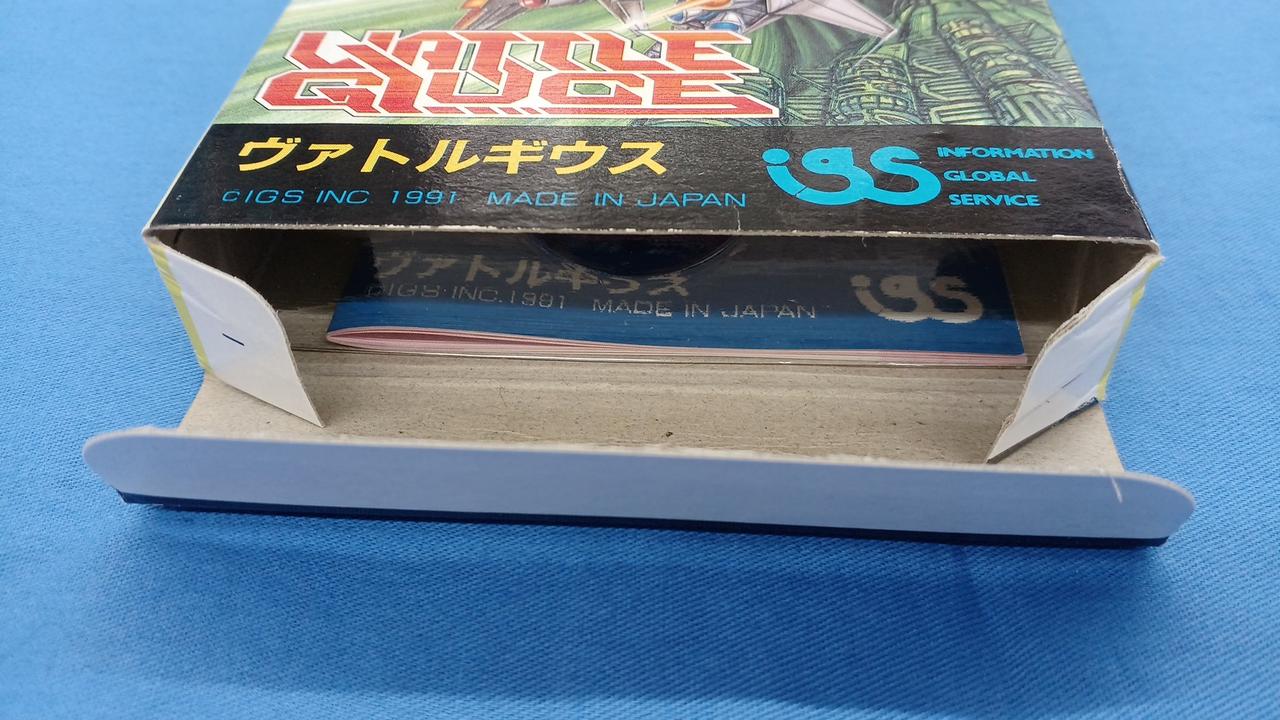 VATTLE
GIUCE
ヴァトルギウス
©IGS INC 1991 MADE IN JAPAN
igs
INFORMATION
GLOBAL
SERVICE
ヴァトルギウス
©IGS INC.1991 MADE IN JAPAN
igs